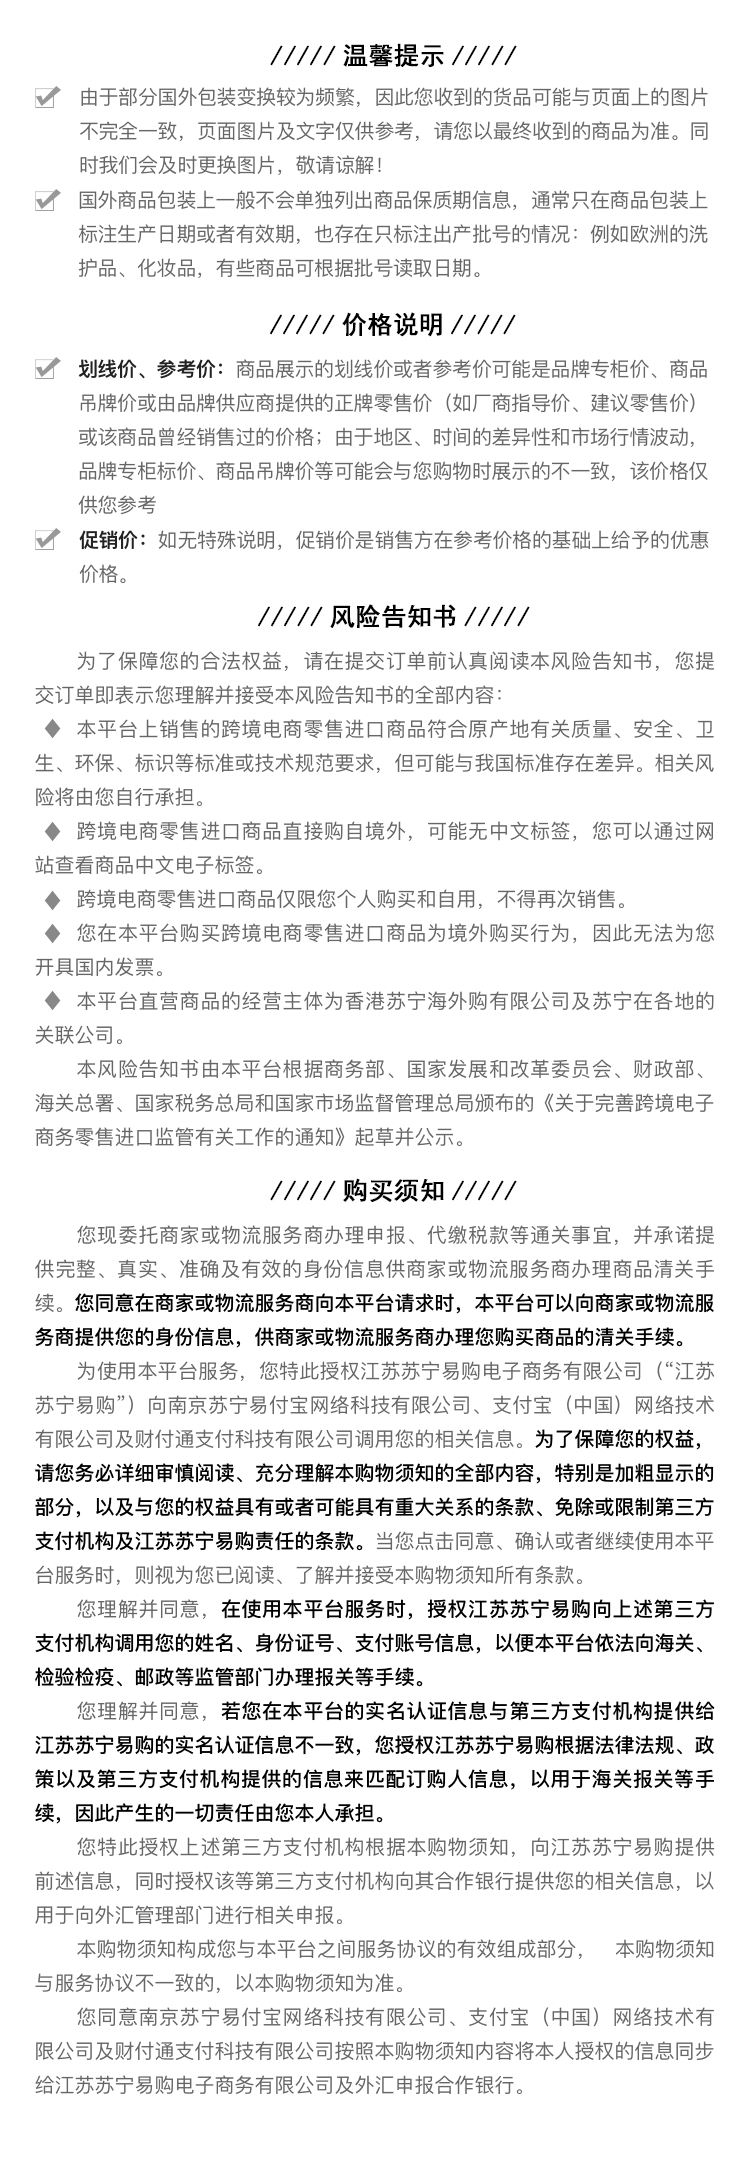 ///// 温馨提示 /////
由于部分国外包装变换较为频繁，因此您收到的货品可能与页面上的图片
不完全一致，页面图片及文字仅供参考，请您以最终收到的商品为准。同
时我们会及时更换图片，敬请谅解！
国外商品包装上一般不会单独列出商品保质期信息，通常只在商品包装上
标注生产日期或者有效期，也存在只标注出产批号的情况：例如欧洲的洗
护品、化妆品，有些商品可根据批号读取日期。
///// 价格说明 /////
划线价、参考价：商品展示的划线价或者参考价可能是品牌专柜价、商品
吊牌价或由品牌供应商提供的正牌零售价（如厂商指导价、建议零售价）
或该商品曾经销售过的价格；由于地区、时间的差异性和市场行情波动，
品牌专柜标价、商品吊牌价等可能会与您购物时展示的不一致，该价格仅
供您参考
促销价：如无特殊说明，促销价是销售方在参考价格的基础上给予的优惠
价格。
///// 风险告知书 /////
为了保障您的合法权益，请在提交订单前认真阅读本风险告知书，您提
交订单即表示您理解并接受本风险告知书的全部内容：
♦ 本平台上销售的跨境电商零售进口商品符合原产地有关质量、安全、卫
生、环保、标识等标准或技术规范要求，但可能与我国标准存在差异。相关风
险将由您自行承担。
♦ 跨境电商零售进口商品直接购自境外，可能无中文标签，您可以通过网
站查看商品中文电子标签。
♦ 跨境电商零售进口商品仅限您个人购买和自用，不得再次销售。
♦ 您在本平台购买跨境电商零售进口商品为境外购买行为，因此无法为您
开具国内发票。
♦ 本平台直营商品的经营主体为香港苏宁海外购有限公司及苏宁在各地的
关联公司。
本风险告知书由本平台根据商务部、国家发展和改革委员会、财政部、
海关总署、国家税务总局和国家市场监督管理总局颁布的《关于完善跨境电子
商务零售进口监管有关工作的通知》起草并公示。
///// 购买须知 /////
您现委托商家或物流服务商办理申报、代缴税款等通关事宜，并承诺提
供完整、真实、准确及有效的身份信息供商家或物流服务商办理商品清关手
续。您同意在商家或物流服务商向本平台请求时，本平台可以向商家或物流服
务商提供您的身份信息，供商家或物流服务商办理您购买商品的清关手续。
为使用本平台服务，您特此授权江苏苏宁易购电子商务有限公司（“江苏
苏宁易购”）向南京苏宁易付宝网络科技有限公司、支付宝（中国）网络技术
有限公司及财付通支付科技有限公司调用您的相关信息。为了保障您的权益，
请您务必详细审慎阅读、充分理解本购物须知的全部内容，特别是加粗显示的
部分，以及与您的权益具有或者可能具有重大关系的条款、免除或限制第三方
支付机构及江苏苏宁易购责任的条款。当您点击同意、确认或者继续使用本平
台服务时，则视为您已阅读、了解并接受本购物须知所有条款。
您理解并同意，在使用本平台服务时，授权江苏苏宁易购向上述第三方
支付机构调用您的姓名、身份证号、支付账号信息，以便本平台依法向海关、
检验检疫、邮政等监管部门办理报关等手续。
您理解并同意，若您在本平台的实名认证信息与第三方支付机构提供给
江苏苏宁易购的实名认证信息不一致，您授权江苏苏宁易购根据法律法规、政
策以及第三方支付机构提供的信息来匹配订购人信息，以用于海关报关等手
续，因此产生的一切责任由您本人承担。
您特此授权上述第三方支付机构根据本购物须知，向江苏苏宁易购提供
前述信息，同时授权该等第三方支付机构向其合作银行提供您的相关信息，以
用于向外汇管理部门进行相关申报。
本购物须知构成您与本平台之间服务协议的有效组成部分， 本购物须知
与服务协议不一致的，以本购物须知为准。
您同意南京苏宁易付宝网络科技有限公司、支付宝（中国）网络技术有
限公司及财付通支付科技有限公司按照本购物须知内容将本人授权的信息同步
给江苏苏宁易购电子商务有限公司及外汇申报合作银行。